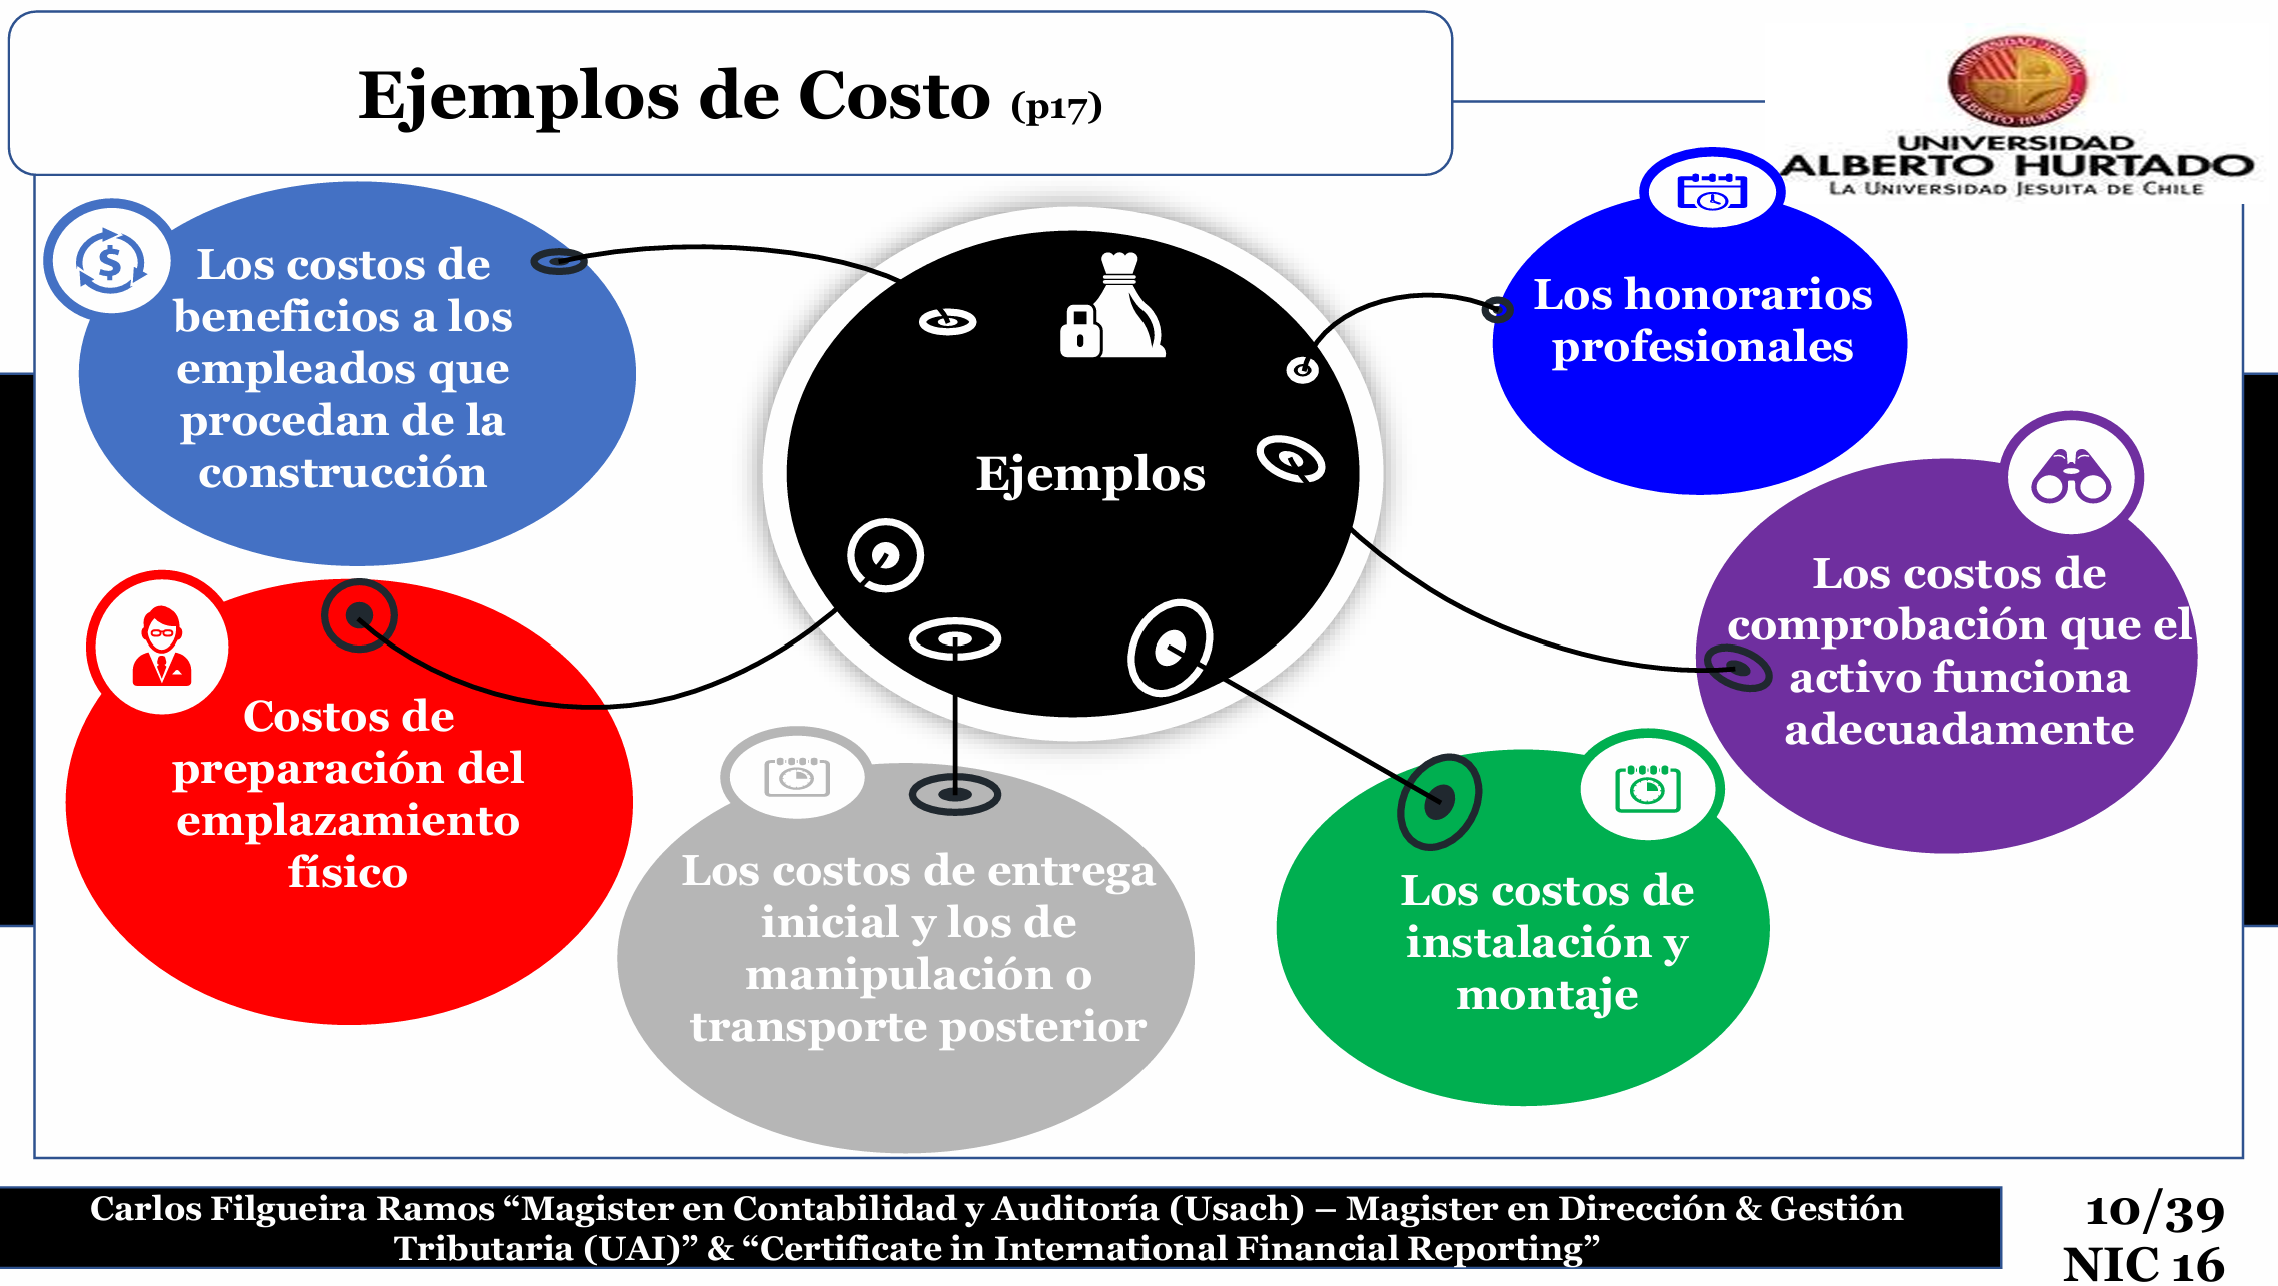 Ejemplos de Costo (p17)
UNIVERSIDAD JESUITA
ALBERTO HURTADO
UNIVERSIDAD
ALBERTO HURTADO
LA UNIVERSIDAD JESUITA DE CHILE
$
Los costos de
beneficios a los
empleados que
procedan de la
construcción
Ejemplos
Los honorarios
profesionales
Los costos de
comprobación que el
activo funciona
adecuadamente
Costos de
preparación del
emplazamiento
físico
Los costos de entrega
inicial y los de
manipulación o
transporte posterior
Los costos de
instalación y
montaje
Carlos Filgueira Ramos “Magister en Contabilidad y Auditoría (Usach) – Magister en Dirección & Gestión
Tributaria (UAI)” & “Certificate in International Financial Reporting”
10/39
NIC 16